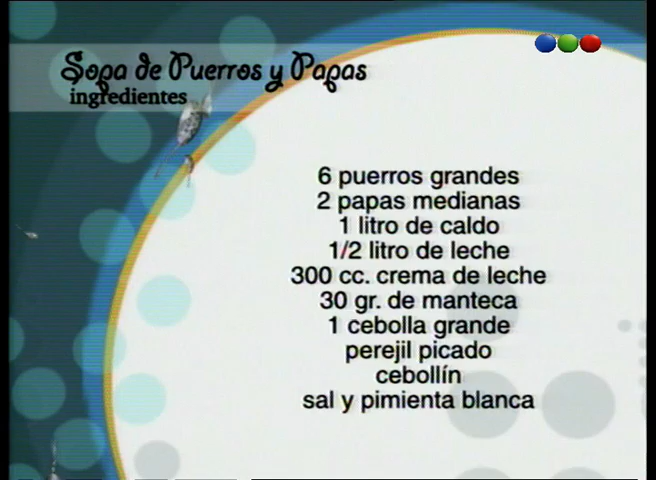 Sopa de Puerros y Papas
ingredientes
6 puerros grandes
2 papas medianas
1 litro de caldo
1/2 litro de leche
300 cc. crema de leche
30 gr. de manteca
1 cebolla grande
perejil picado
cebollín
sal y pimienta blanca